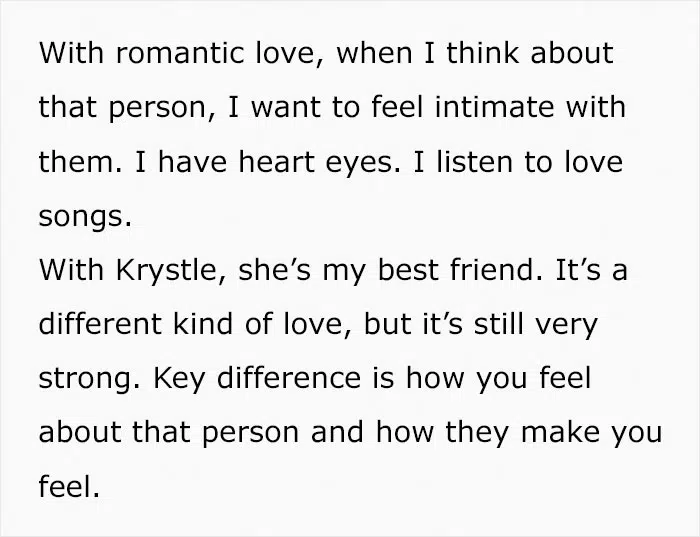 With romantic love, when I think about
that person, I want to feel intimate with
them. I have heart eyes. I listen to love
songs.
With Krystle, she’s my best friend. It’s a
different kind of love, but it’s still very
strong. Key difference is how you feel
about that person and how they make you
feel.